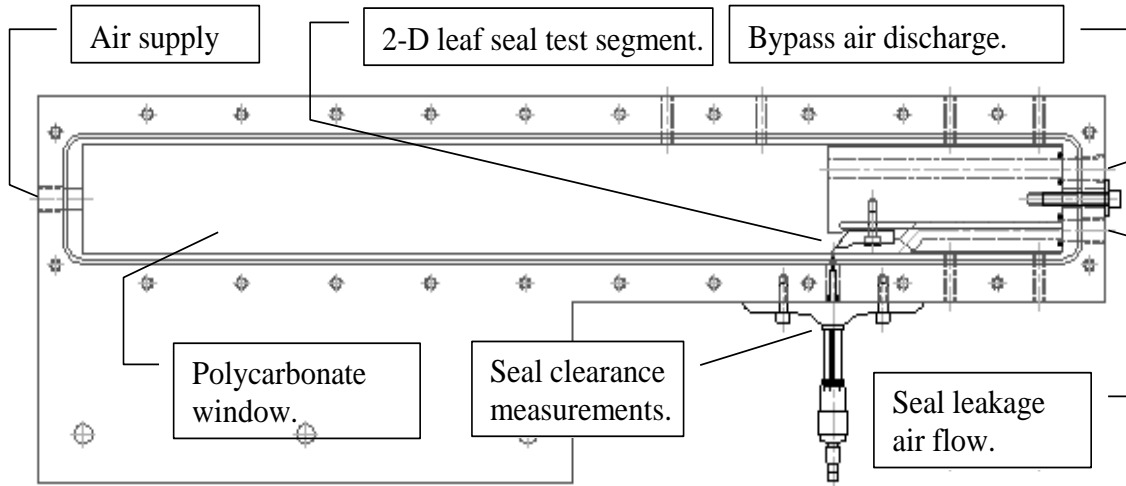 Air supply
2-D leaf seal test segment.
Bypass air discharge.
Polycarbonate
window.
Seal clearance
measurements.
Seal leakage
air flow.